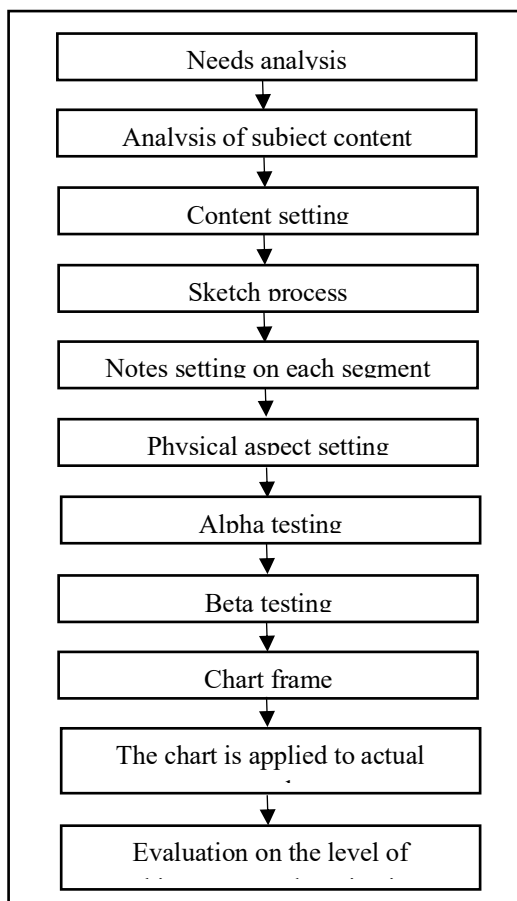 Needs analysis
Analysis of subject content
Content setting
Sketch process
Notes setting on each segment
Physical aspect setting
Alpha testing
Beta testing
Chart frame
The chart is applied to actual
Evaluation on the level of